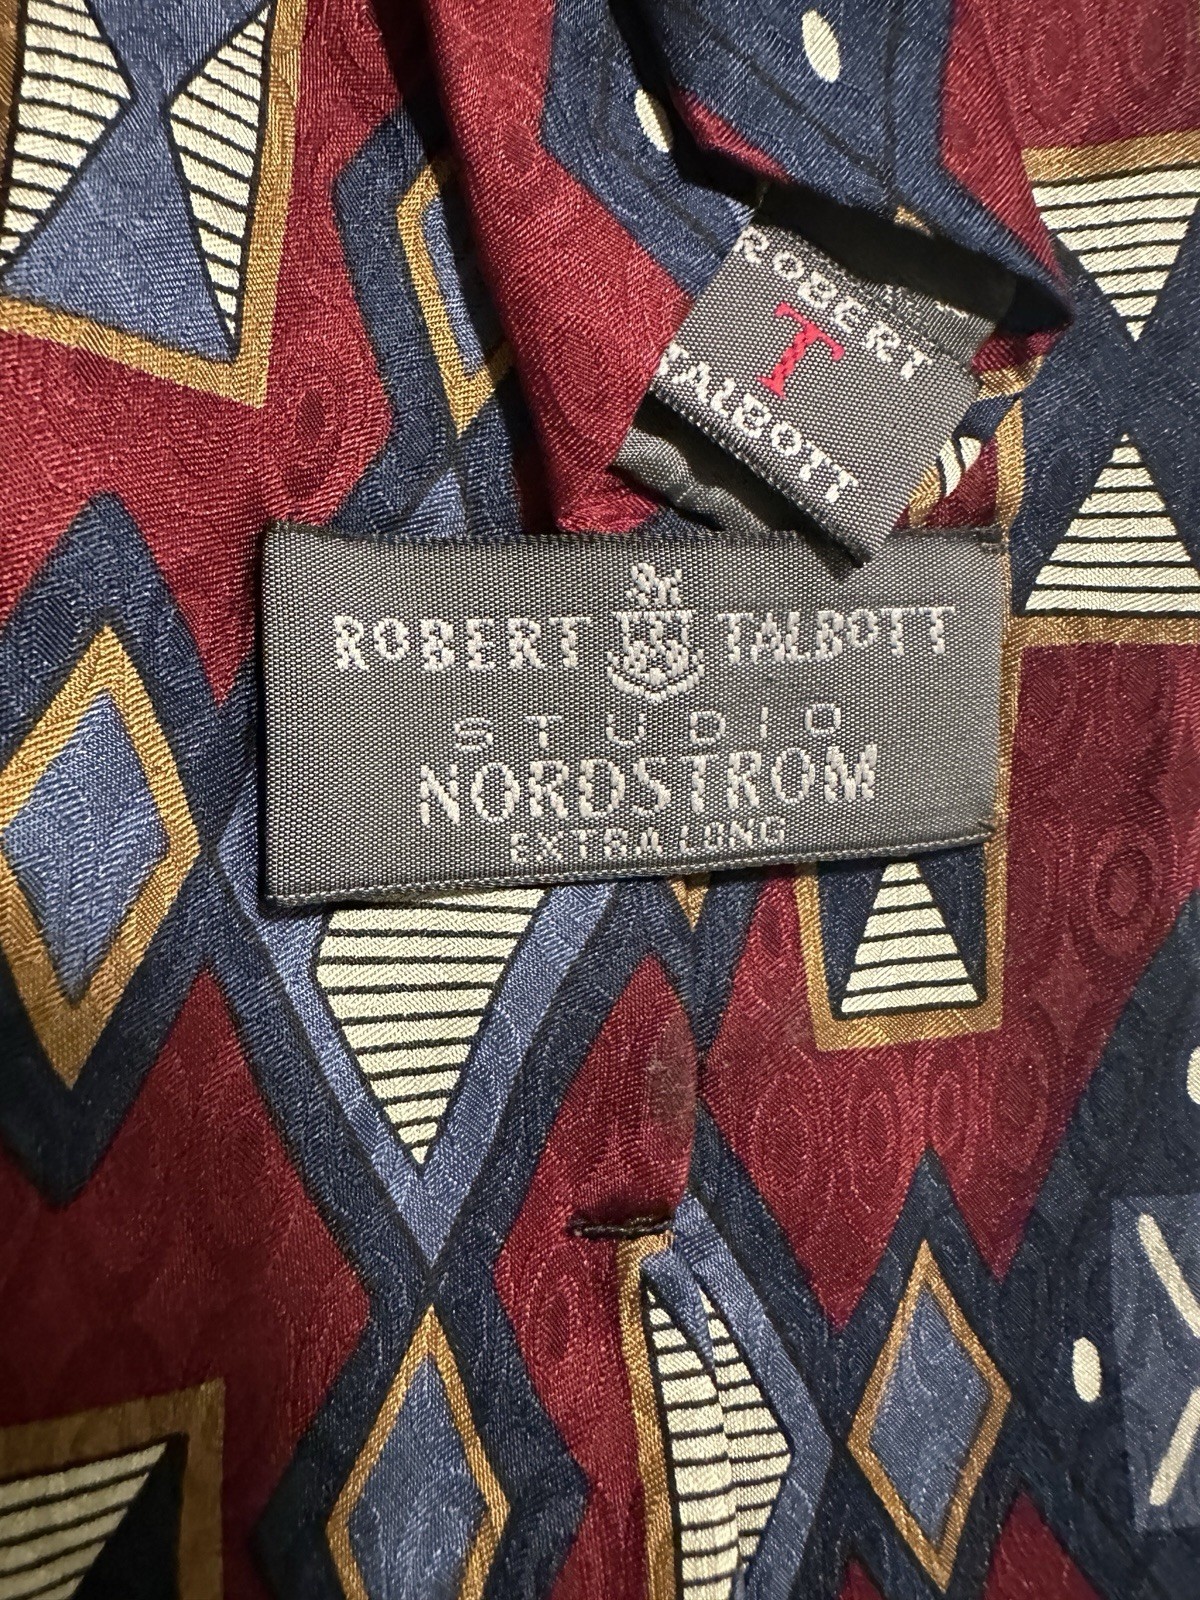 ROBERT
T
TALBOTT
ROBERT TALBOTT
STUDIO
NORDSTROM
EXTRA LONG